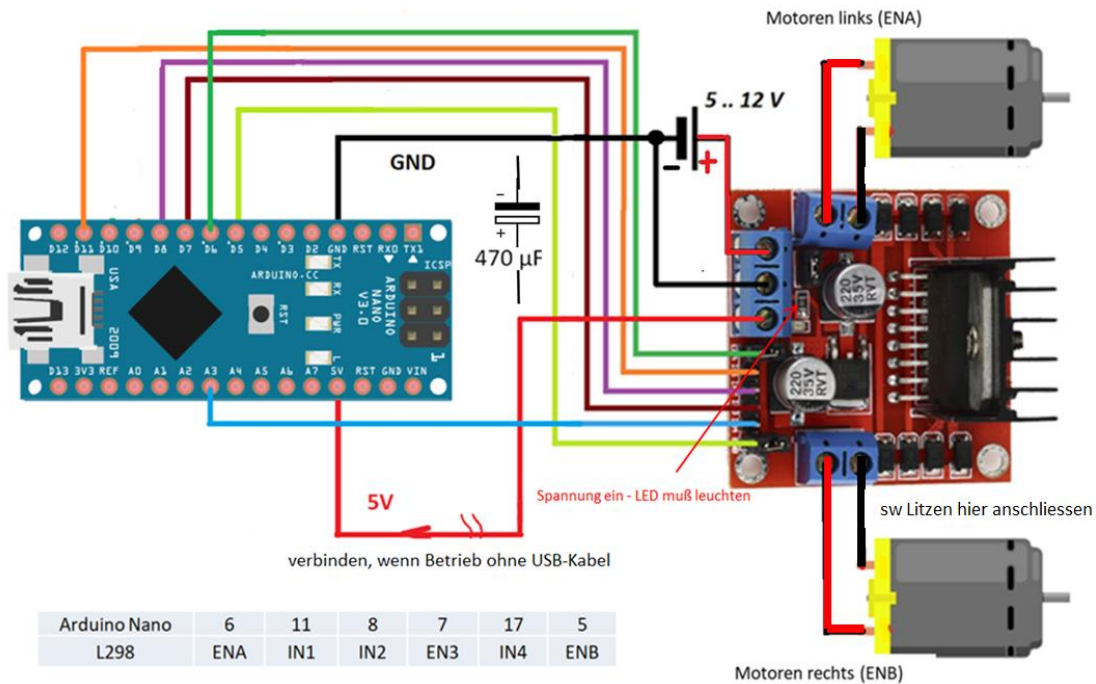 Motoren links (ENA)
5 .. 12 V
-
+
GND
-
+
470 µF
D12 D11 D10 D9 D8 D7 D6 D5 D4 D3 D2 GND RST RX0 TX1
USA
2009
ARDUINO.CC
RST
TX
RX
PWR
L
ARDUINO
NANO
V3.0
ICSP
D13 3V3 REF A0 A1 A2 A3 A4 A5 A6 A7 5V RST GND VIN
220
35V
RVT
220
35V
RVT
Spannung ein - LED muß leuchten
5V
sw Litzen hier anschliessen
verbinden, wenn Betrieb ohne USB-Kabel
Arduino Nano 6 11 8 7 17 5
L298 ENA IN1 IN2 EN3 IN4 ENB
Motoren rechts (ENB)